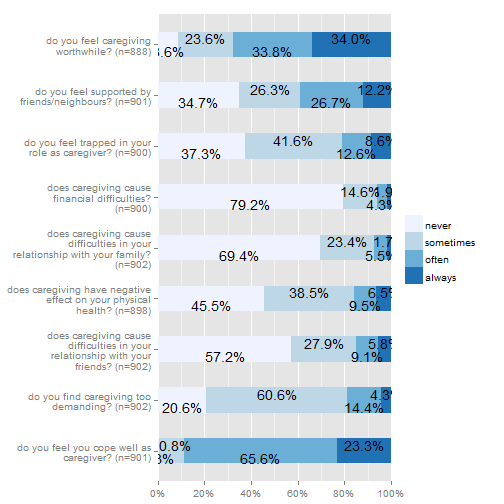 do you feel caregiving
worthwhile? (n=888)
23.6% 34.0%
33.8%
do you feel supported by
friends/neighbours? (n=901)
26.3% 12.2%
34.7% 26.7%
do you feel trapped in your
role as caregiver? (n=900)
41.6% 8.6%
37.3% 12.6%
does caregiving cause
financial difficulties?
(n=900)
14.6%
79.2% 4.3%
does caregiving cause
difficulties in your
relationship with your family?
(n=902)
23.4%
69.4% 5.5%
does caregiving have negative
effect on your physical
health? (n=898)
38.5% 6.5%
45.5% 9.5%
does caregiving cause
difficulties in your
relationship with your
friends? (n=902)
27.9% 5.8%
57.2% 9.1%
do you find caregiving too
demanding? (n=902)
60.6% 4.3%
20.6% 14.4%
do you feel you cope well as
caregiver? (n=901)
23.3%
65.6%
never
sometimes
often
always
0% 20% 40% 60% 80% 100%